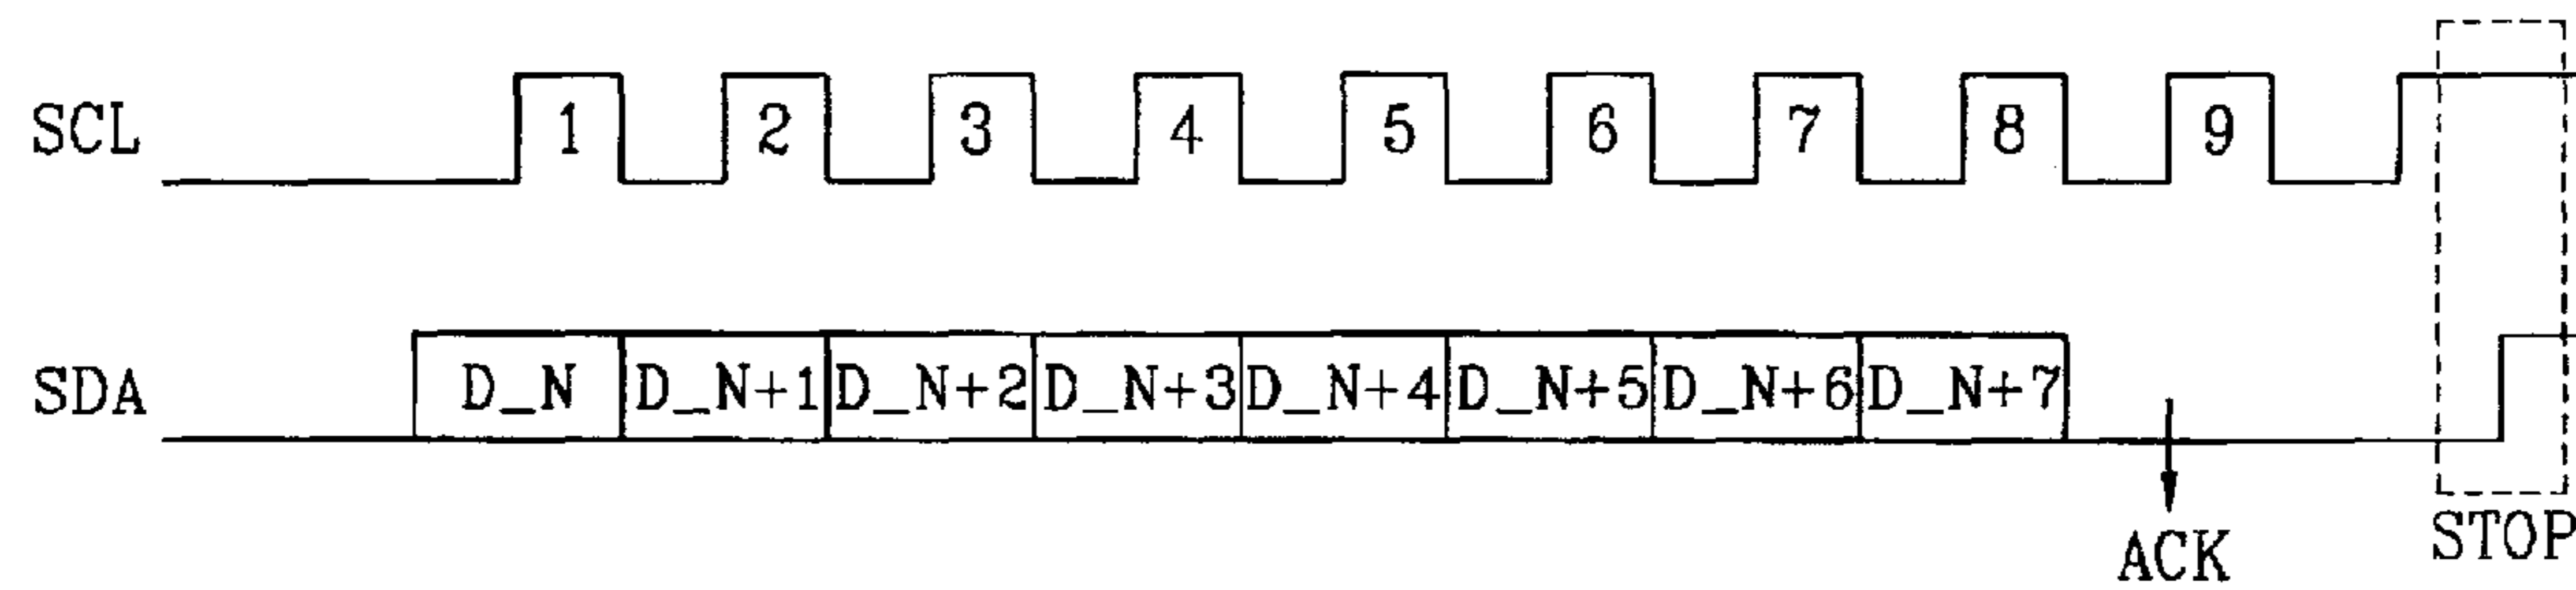 SCL 1 2 3 4 5 6 7 8 9
SDA D_N D_N+1 D_N+2 D_N+3 D_N+4 D_N+5 D_N+6 D_N+7
STOP
ACK